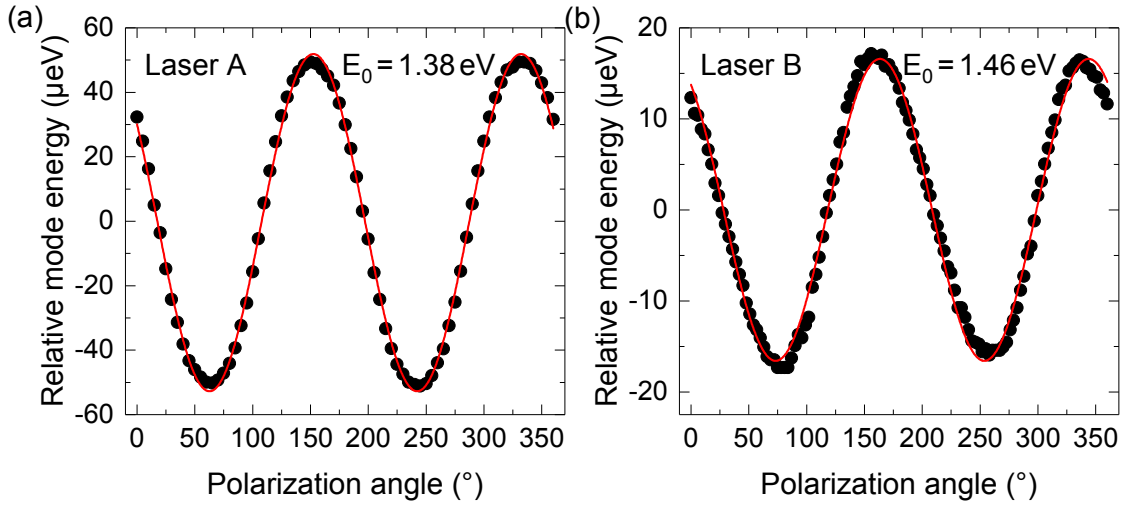 (a)
Laser A
E₀ = 1.38 eV
Relative mode energy (µeV)
60
40
20
0
-20
-40
-60
0 50 100 150 200 250 300 350
Polarization angle (°)
(b)
Laser B
E₀ = 1.46 eV
Relative mode energy (µeV)
20
10
0
-10
-20
0 50 100 150 200 250 300 350
Polarization angle (°)